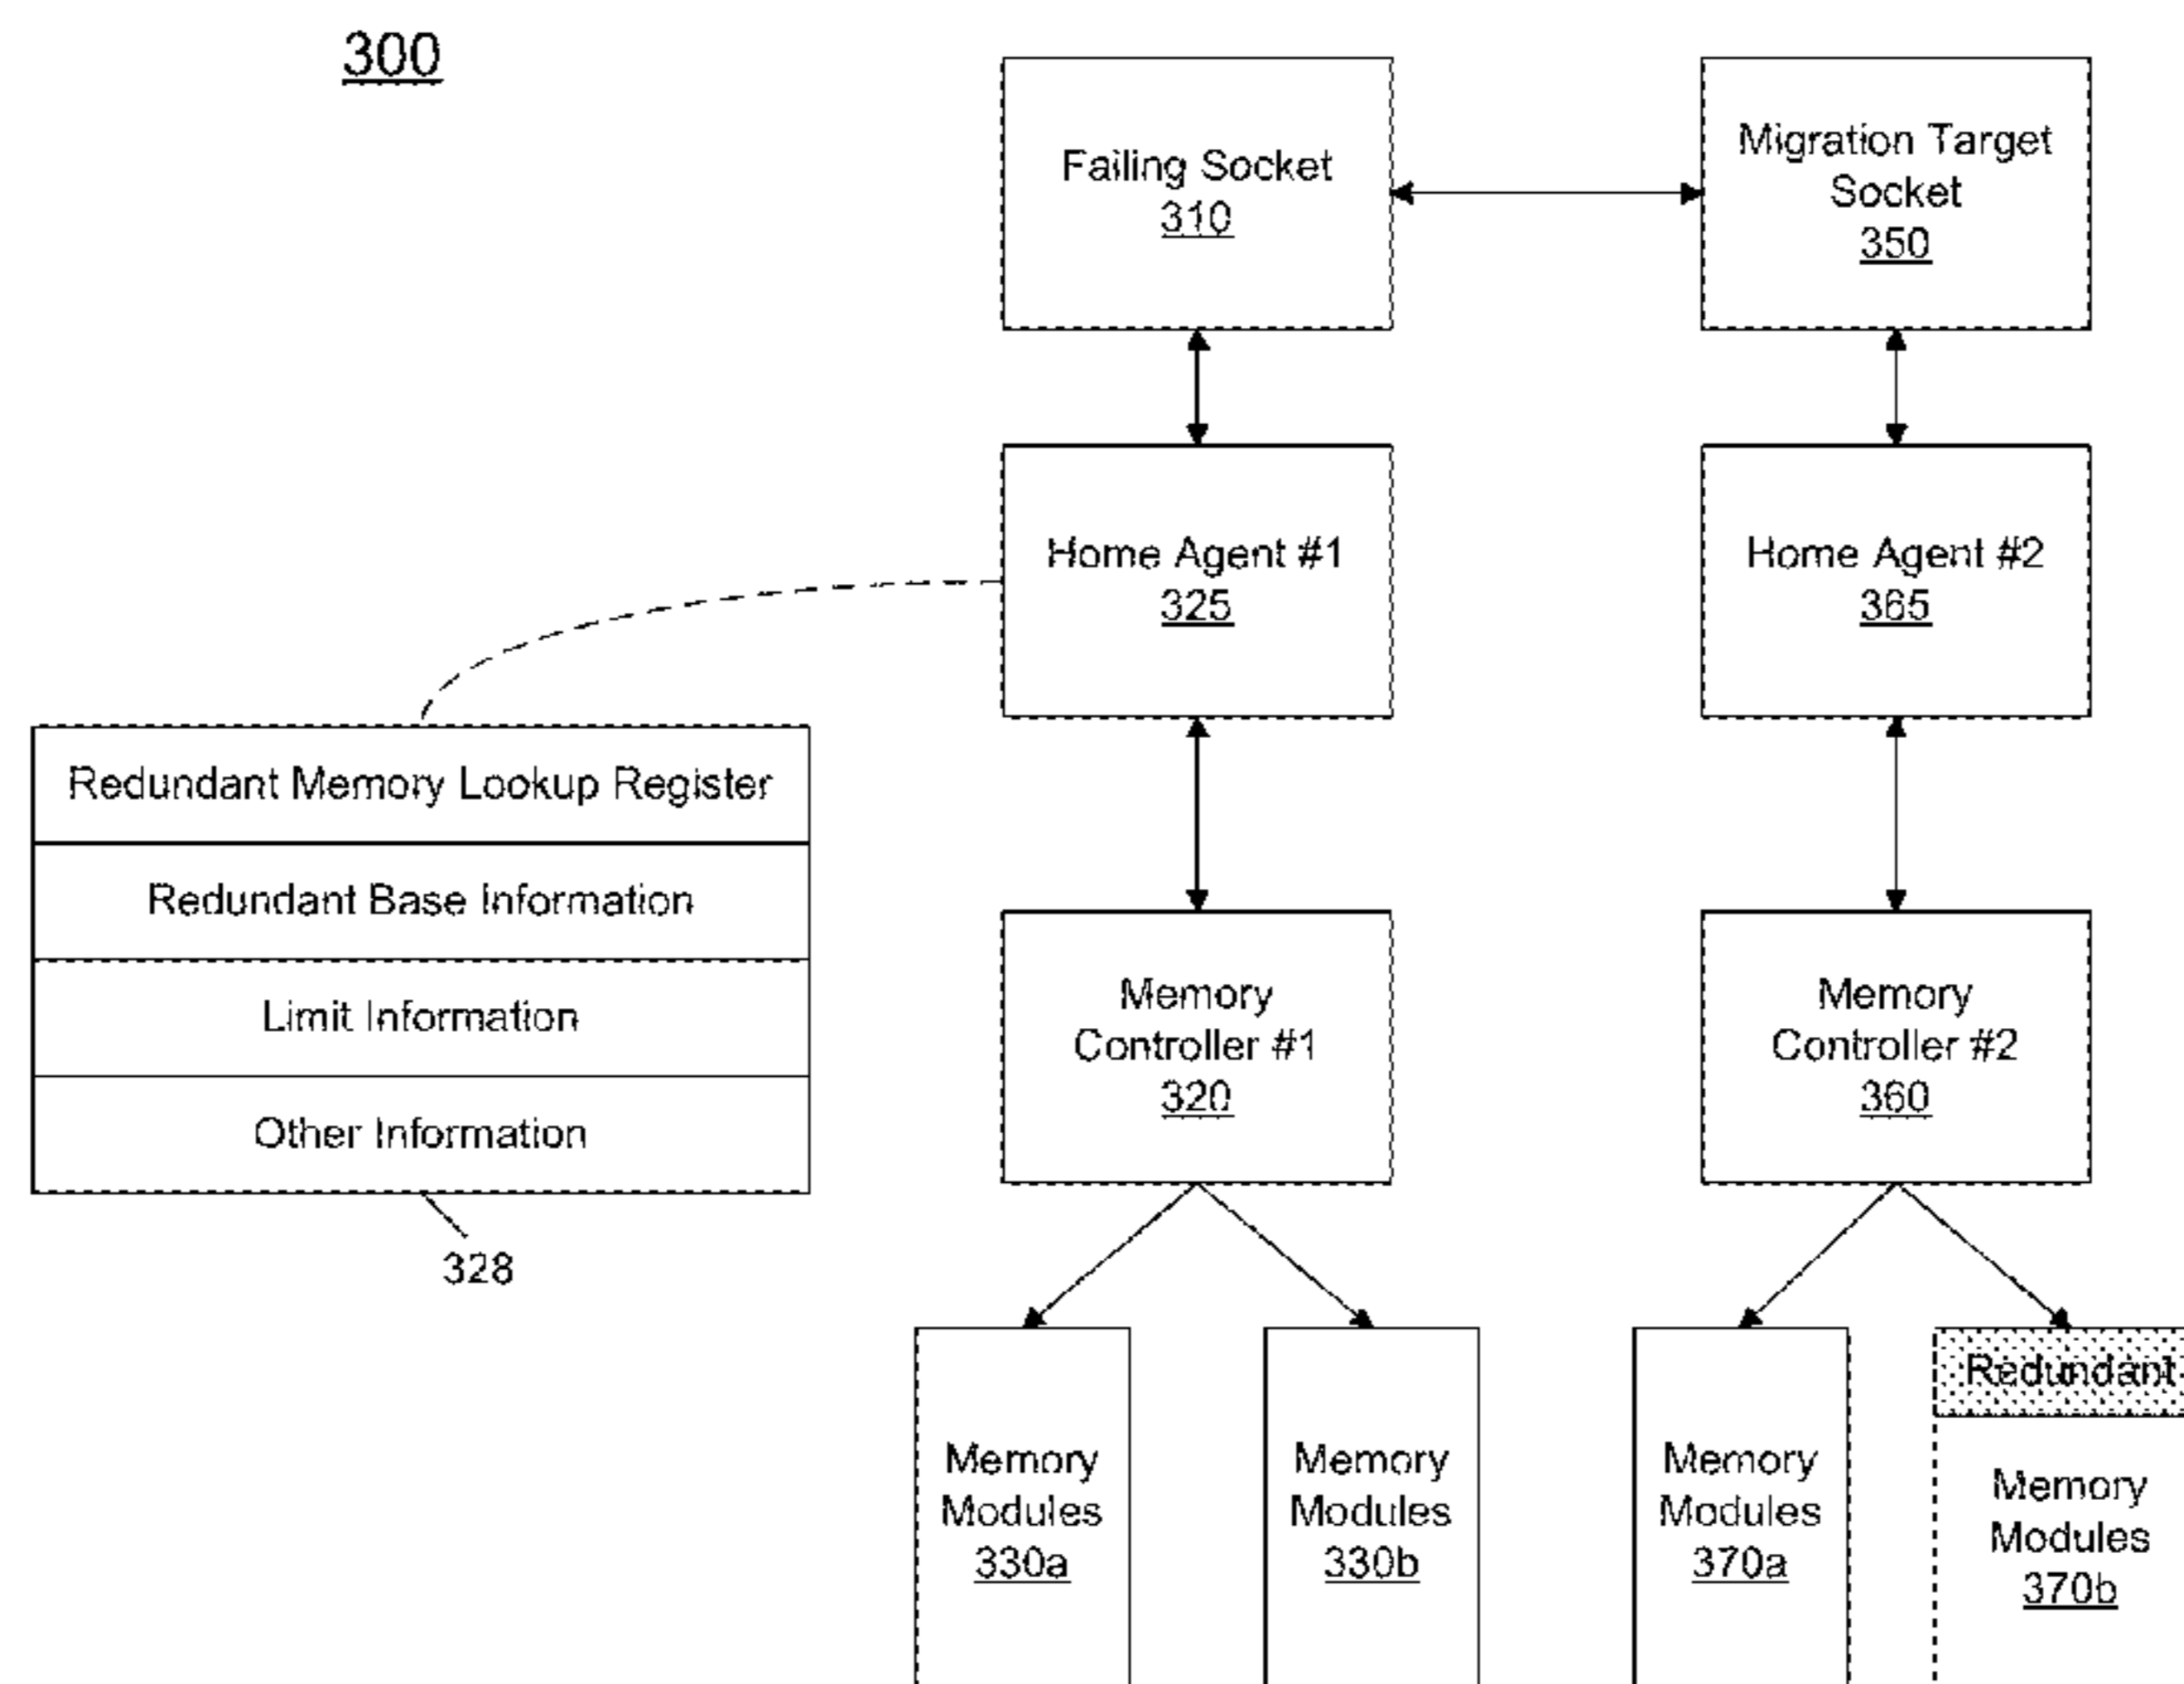 300
Failing Socket
310
Migration Target
Socket
350
Home Agent #1
325
Home Agent #2
365
Redundant Memory Lookup Register
Redundant Base Information
Limit Information
Other Information
328
Memory
Controller #1
320
Memory
Controller #2
360
Memory
Modules
330a
Memory
Modules
330b
Memory
Modules
370a
Redundant
Memory
Modules
370b